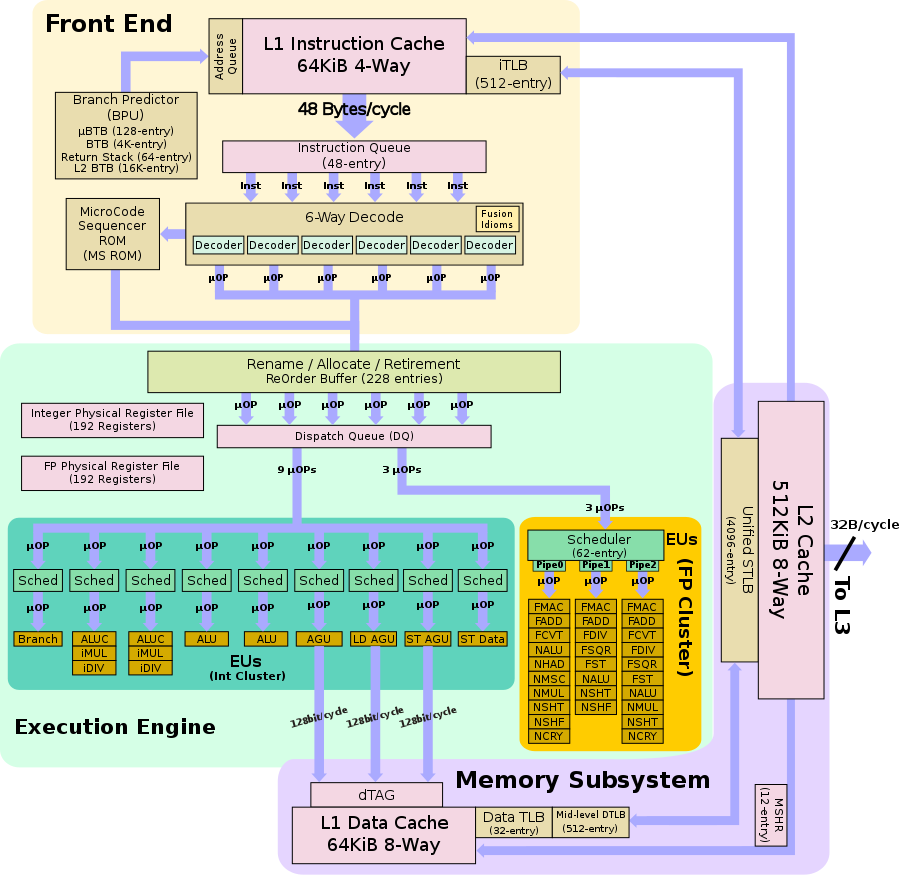 Front End
Address
Queue
L1 Instruction Cache
64KiB 4-Way
iTLB
(512-entry)
Branch Predictor
(BPU)
µBTB (128-entry)
BTB (4K-entry)
Return Stack (64-entry)
L2 BTB (16K-entry)
48 Bytes/cycle
Instruction Queue
(48-entry)
Inst Inst Inst Inst Inst Inst
MicroCode
Sequencer
ROM
(MS ROM)
6-Way Decode
Fusion
Idioms
Decoder Decoder Decoder Decoder Decoder Decoder
µOP µOP µOP µOP µOP µOP
Rename / Allocate / Retirement
ReOrder Buffer (228 entries)
µOP µOP µOP µOP µOP µOP
Integer Physical Register File
(192 Registers)
Dispatch Queue (DQ)
FP Physical Register File
(192 Registers)
9 µOPs
3 µOPs
3 µOPs
µOP µOP µOP µOP µOP µOP µOP µOP µOP
Sched Sched Sched Sched Sched Sched Sched Sched Sched
µOP µOP µOP µOP µOP µOP µOP µOP µOP
Branch ALUC ALUC ALU ALU AGU LD AGU ST AGU ST Data
iMUL iMUL
iDIV iDIV
EUs
(Int Cluster)
Scheduler
(62-entry)
EUs
(FP Cluster)
Pipe0 Pipe1 Pipe2
µOP µOP µOP
FMAC FMAC FMAC
FADD FADD FADD
FCVT FDIV FCVT
NALU FSQR FDIV
NHAD FST FSQR
NMSC NALU FST
NMUL NSHT NALU
NSHT NSHF NMUL
NSHF NSHT
NCRY NCRY
128bit/cycle 128bit/cycle 128bit/cycle
Execution Engine
Unified STLB
(4096-entry)
L2 Cache
512KiB 8-Way
32B/cycle
To L3
Memory Subsystem
dTAG
L1 Data Cache
64KiB 8-Way
Data TLB
(32-entry)
Mid-level DTLB
(512-entry)
MSHR
(12-entry)